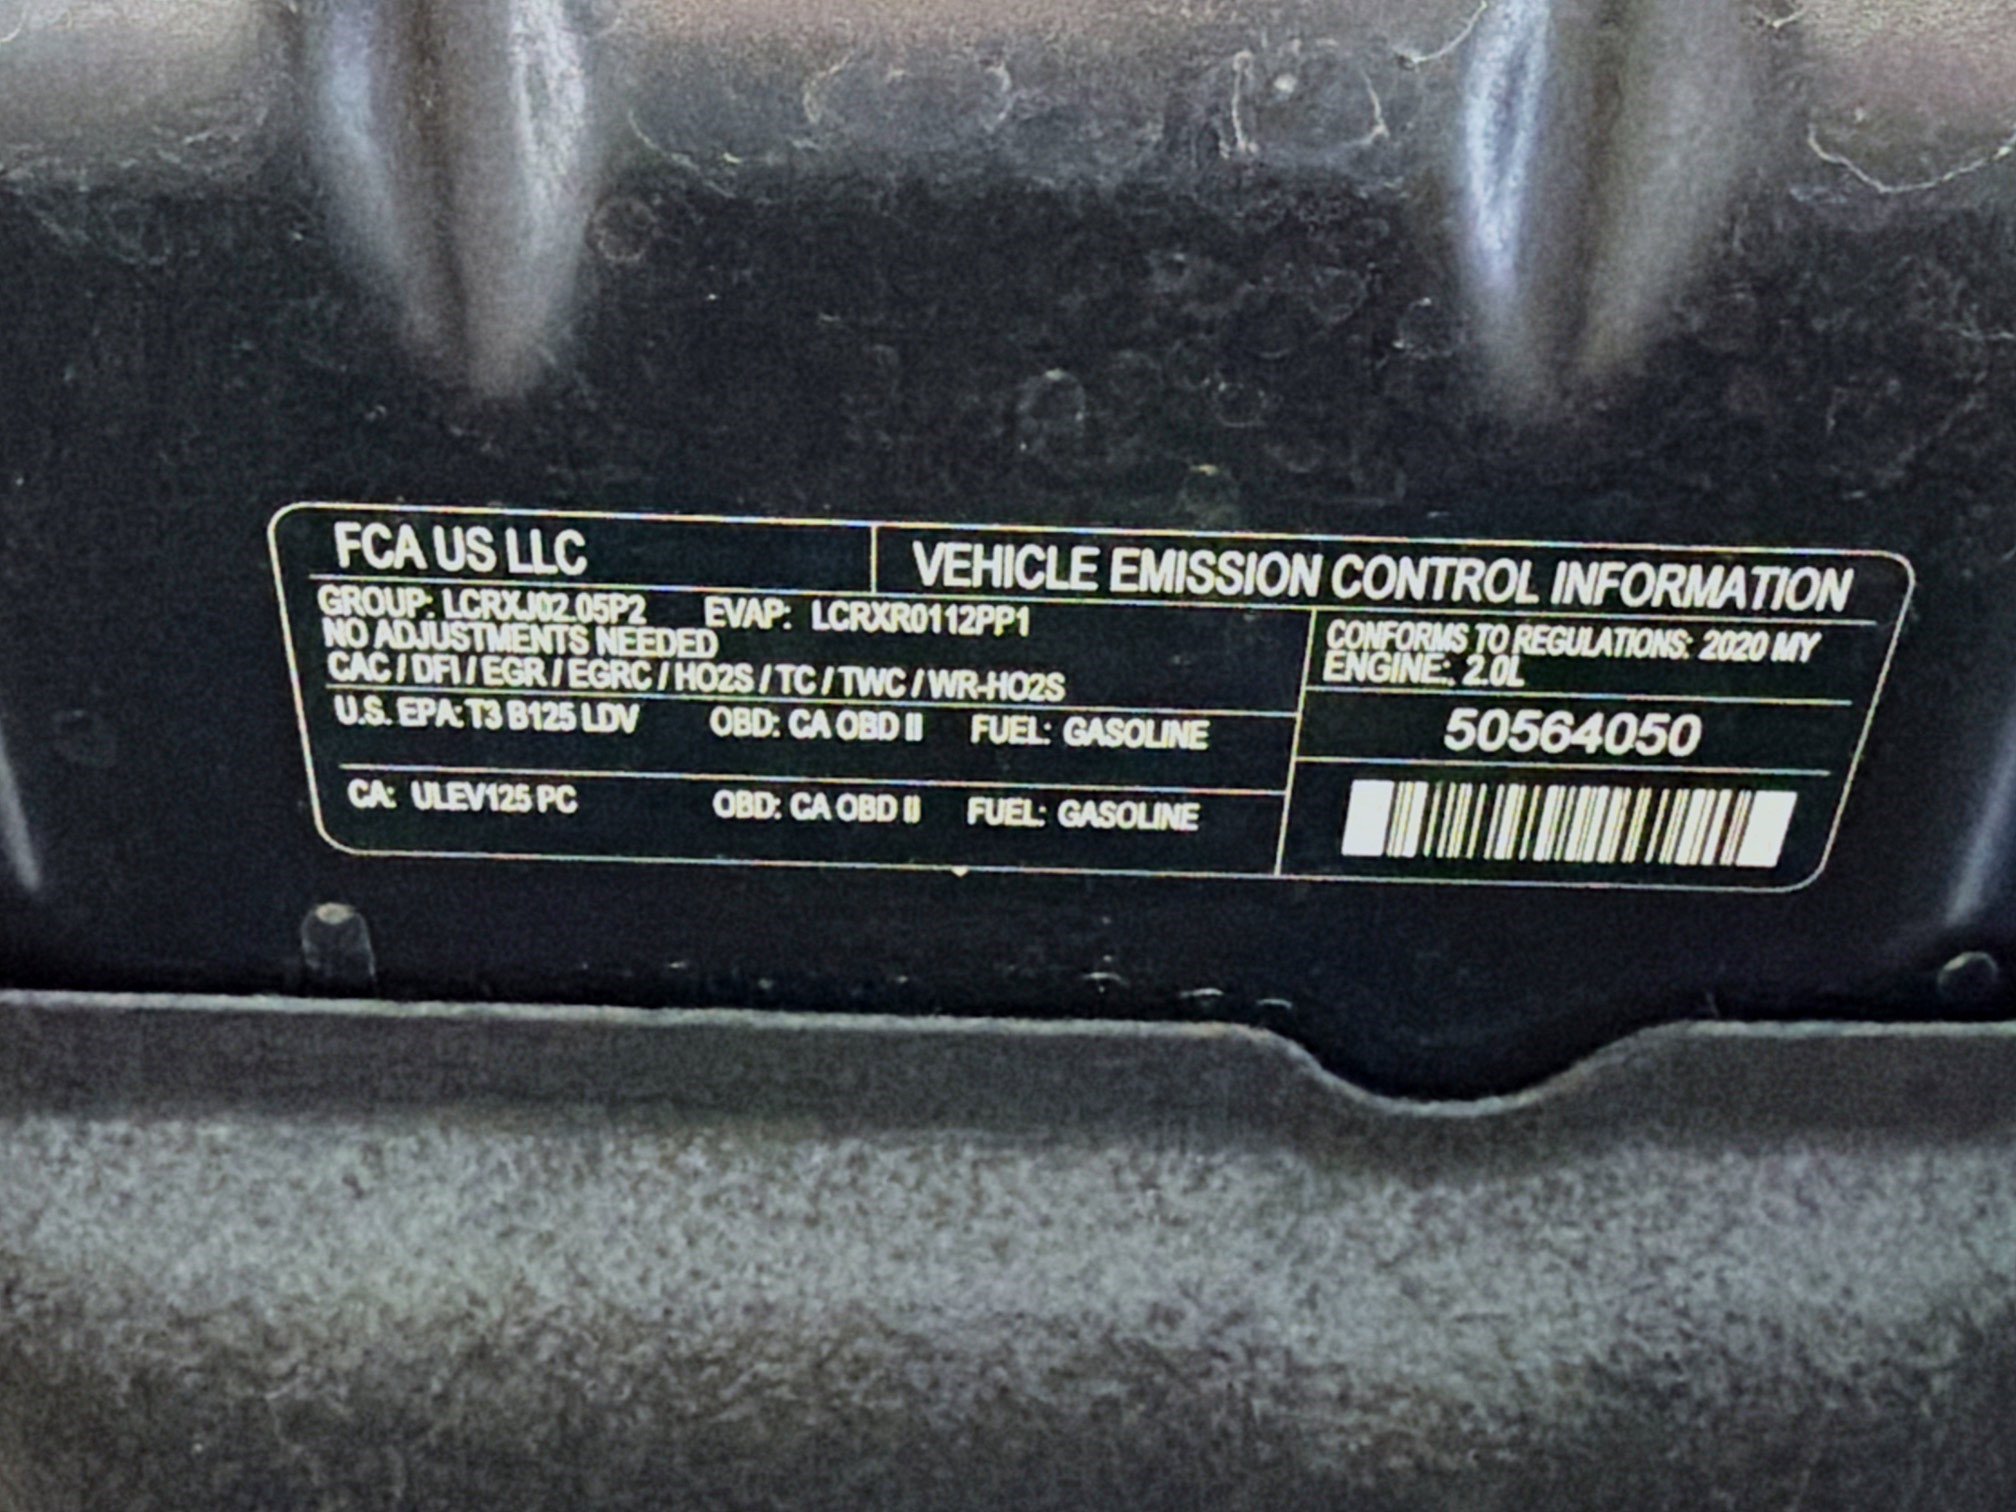 FCA US LLC
VEHICLE EMISSION CONTROL INFORMATION
GROUP: LCRXJ02.05P2 EVAP: LCRXR0112PP1
NO ADJUSTMENTS NEEDED
CAC / DFI / EGR / EGRC / HO2S / TC / TWC / WR-HO2S
U.S. EPA: T3 B125 LDV OBD: CA OBD II FUEL: GASOLINE
CA: ULEV125 PC OBD: CA OBD II FUEL: GASOLINE
CONFORMS TO REGULATIONS: 2020 MY
ENGINE: 2.0L
50564050